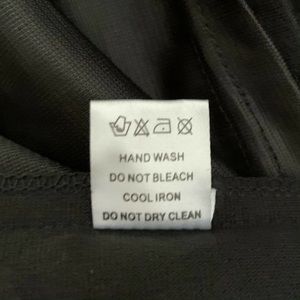 HAND WASH
DO NOT BLEACH
COOL IRON
DO NOT DRY CLEAN